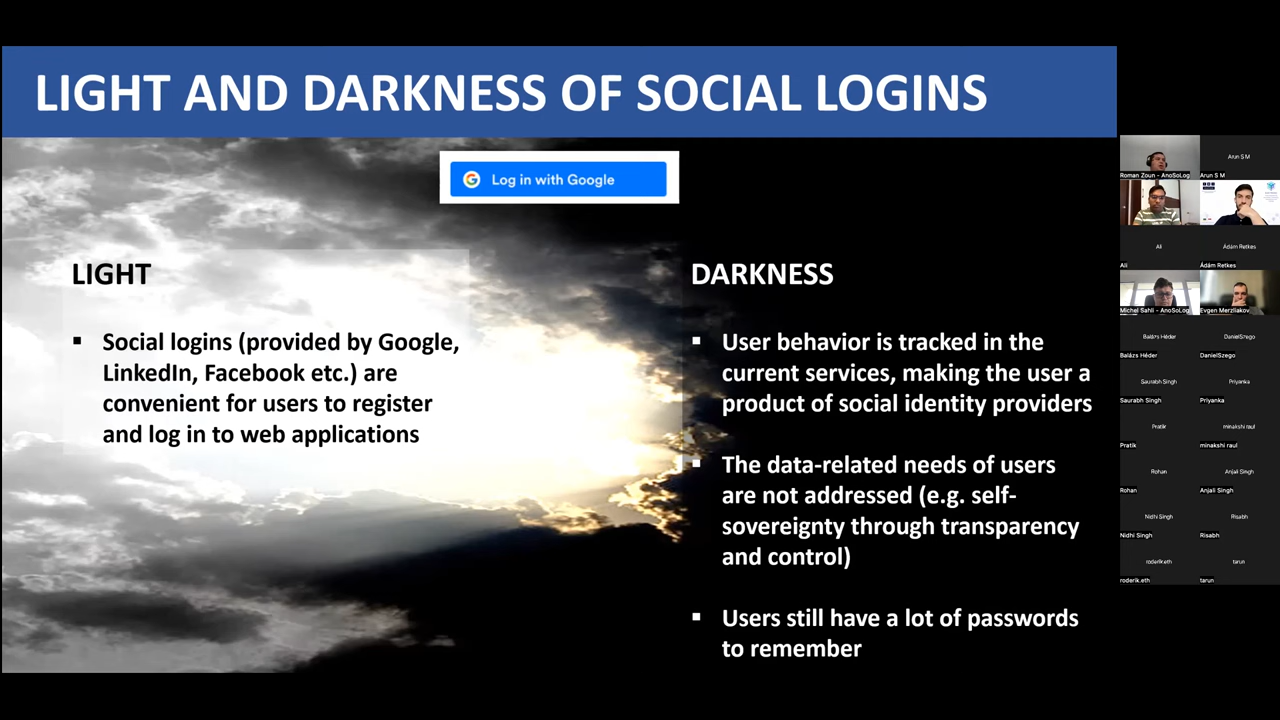 LIGHT AND DARKNESS OF SOCIAL LOGINS
Log in with Google
LIGHT
▪ Social logins (provided by Google,
LinkedIn, Facebook etc.) are
convenient for users to register
and log in to web applications
DARKNESS
▪ User behavior is tracked in the
current services, making the user a
product of social identity providers
▪ The data-related needs of users
are not addressed (e.g. self-
sovereignty through transparency
and control)
▪ Users still have a lot of passwords
to remember
Roman Zoun - AnoSoLog
Arun S M
Arun S M
Ali
Ádám Retkes
Ali
Ádám Retkes
Michel Sahli - AnoSoLog
Evgen Merzliakov
Balázs Héder
DanielSzego
Balázs Héder
DanielSzego
Saurabh Singh
Priyanka
Saurabh Singh
Priyanka
Pratik
minakshi raul
Pratik
minakshi raul
Rohan
Anjali Singh
Rohan
Anjali Singh
Nidhi Singh
Risabh
Nidhi Singh
Risabh
roderik.eth
tarun
roderik.eth
tarun